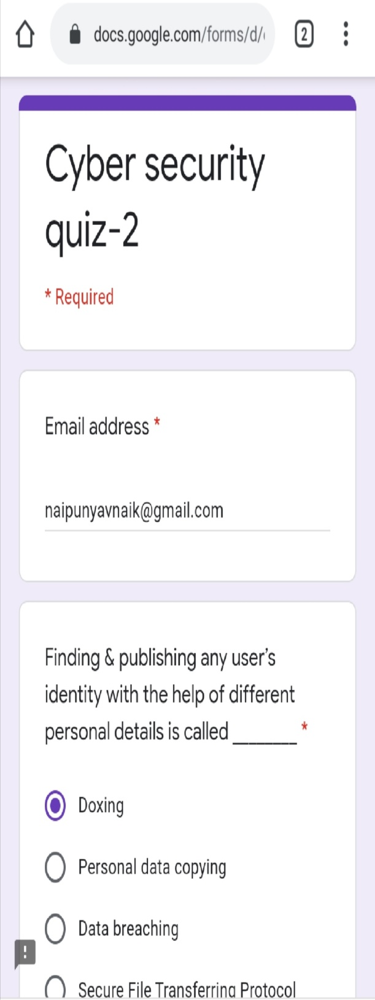 docs.google.com/forms/d/
2
Cyber security
quiz-2
* Required
Email address *
naipunyavnaik@gmail.com
Finding & publishing any user’s
identity with the help of different
personal details is called ________ *
Doxing
Personal data copying
Data breaching
Secure File Transferring Protocol